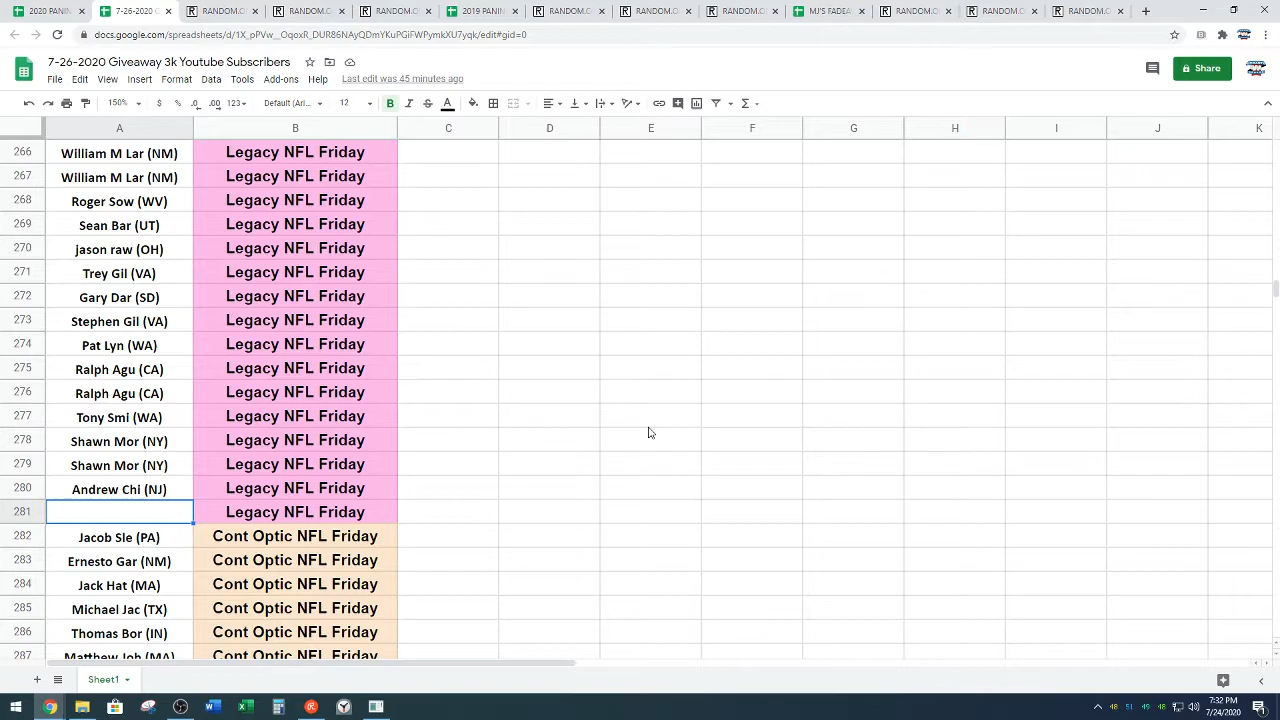 2020 PANIN
7-26-2020 G
RANDOM.C
RANDOM.C
RANDOM.C
2019 PANIN
RANDOM.C
RANDOM.C
RANDOM.C
MJ'S FADEA
RANDOM.O
RANDOM.C
RANDOM.C
docs.google.com/spreadsheets/d/1X_pPVw_OqoxR_DUR86NAyQDmYKuPGiFWPymkXU7yqk/edit#gid=0
7-26-2020 Giveaway 3k Youtube Subscribers
File Edit View Insert Format Data Tools Add-ons Help Last edit was 45 minutes ago
Share
150% $ % .0 .00 123 Default (Ari... 12 B I S A
A B C D E F G H I J K
266 William M Lar (NM) Legacy NFL Friday
267 William M Lar (NM) Legacy NFL Friday
268 Roger Sow (WV) Legacy NFL Friday
269 Sean Bar (UT) Legacy NFL Friday
270 jason raw (OH) Legacy NFL Friday
271 Trey Gil (VA) Legacy NFL Friday
272 Gary Dar (SD) Legacy NFL Friday
273 Stephen Gil (VA) Legacy NFL Friday
274 Pat Lyn (WA) Legacy NFL Friday
275 Ralph Agu (CA) Legacy NFL Friday
276 Ralph Agu (CA) Legacy NFL Friday
277 Tony Smi (WA) Legacy NFL Friday
278 Shawn Mor (NY) Legacy NFL Friday
279 Shawn Mor (NY) Legacy NFL Friday
280 Andrew Chi (NJ) Legacy NFL Friday
281 Legacy NFL Friday
282 Jacob Sie (PA) Cont Optic NFL Friday
283 Ernesto Gar (NM) Cont Optic NFL Friday
284 Jack Hat (MA) Cont Optic NFL Friday
285 Michael Jac (TX) Cont Optic NFL Friday
286 Thomas Bor (IN) Cont Optic NFL Friday
287 Matthew Joh (MA) Cont Optic NFL Friday
Sheet1
48 51 49 48
7:32 PM
7/24/2020